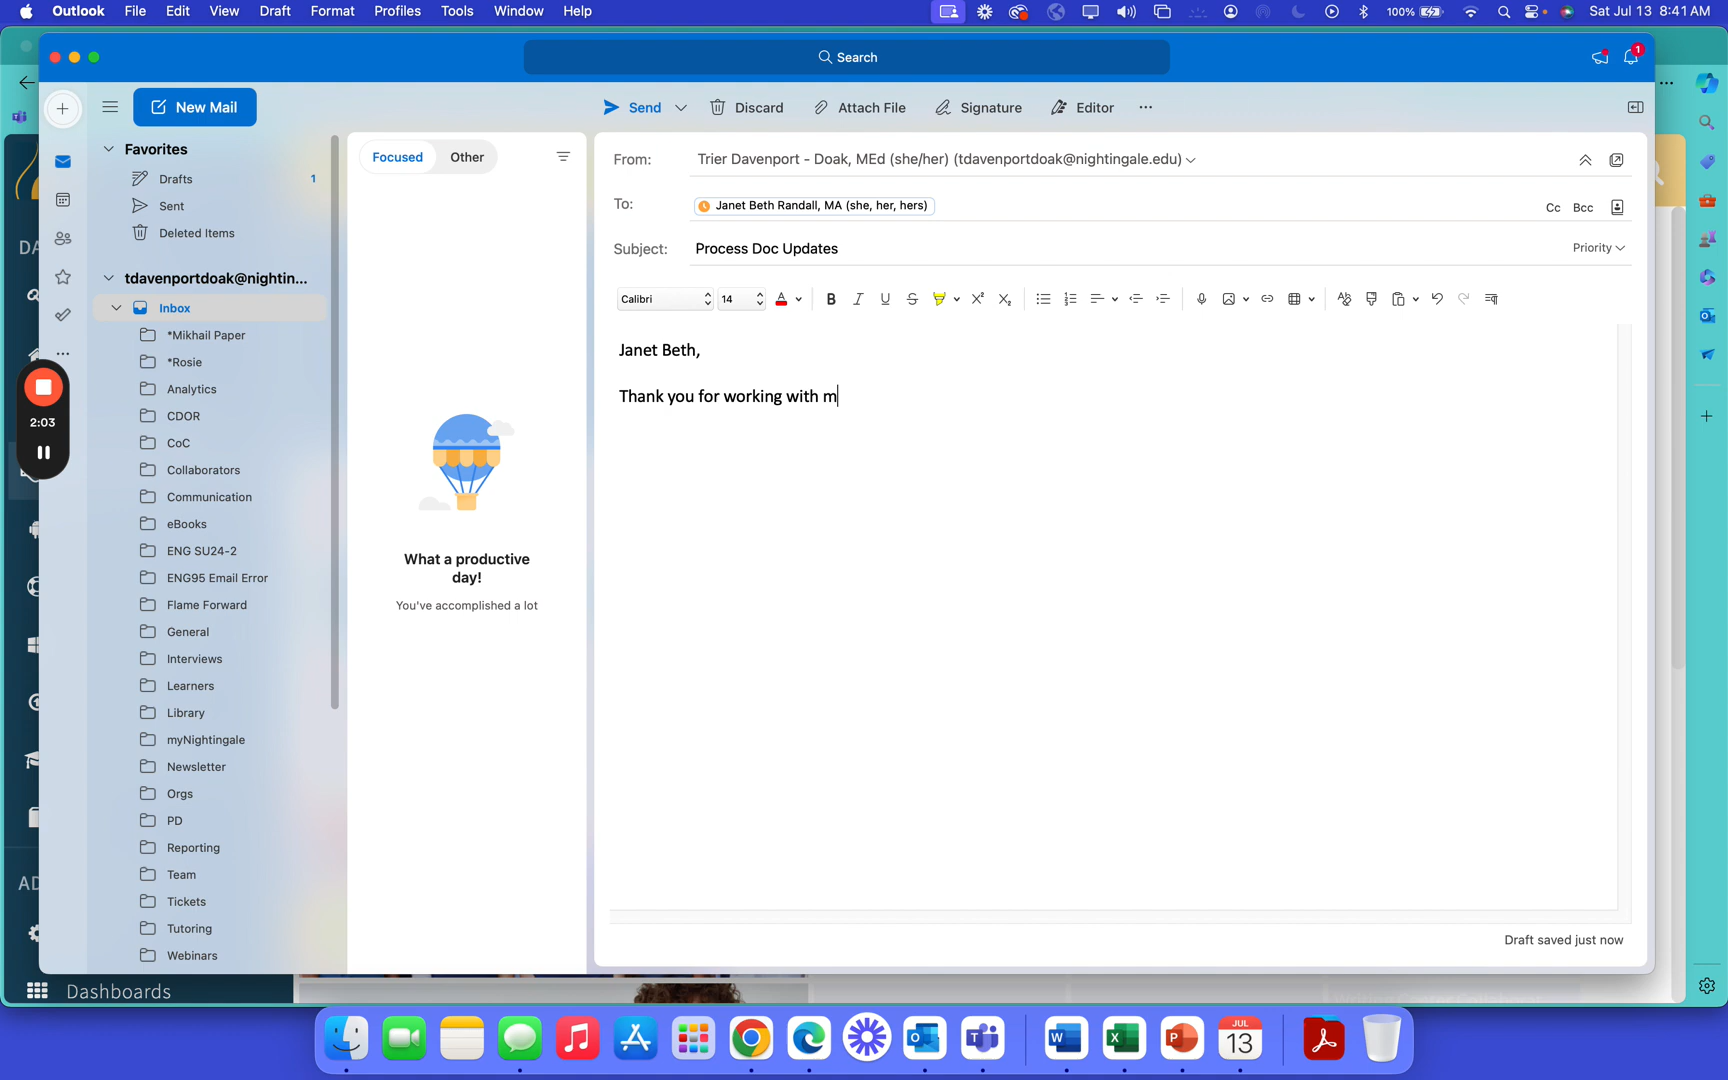 Outlook File Edit View Draft Format Profiles Tools Window Help
100% Sat Jul 13 8:41 AM
Search
1
New Mail
Send Discard Attach File Signature Editor
Favorites
Drafts 1
Sent
Deleted Items
tdavenportdoak@nightin...
Inbox
*Mikhail Paper
*Rosie
Analytics
CDOR
CoC
Collaborators
Communication
eBooks
ENG SU24-2
ENG95 Email Error
Flame Forward
General
Interviews
Learners
Library
myNightingale
Newsletter
Orgs
PD
Reporting
Team
Tickets
Tutoring
Webinars
2:03
Focused Other
What a productive
day!
You've accomplished a lot
From: Trier Davenport - Doak, MEd (she/her) (tdavenportdoak@nightingale.edu)
To: Janet Beth Randall, MA (she, her, hers) Cc Bcc
Subject: Process Doc Updates Priority
Calibri 14
Janet Beth,
Thank you for working with m
Draft saved just now
DA
AD
Dashboards
JUL
13